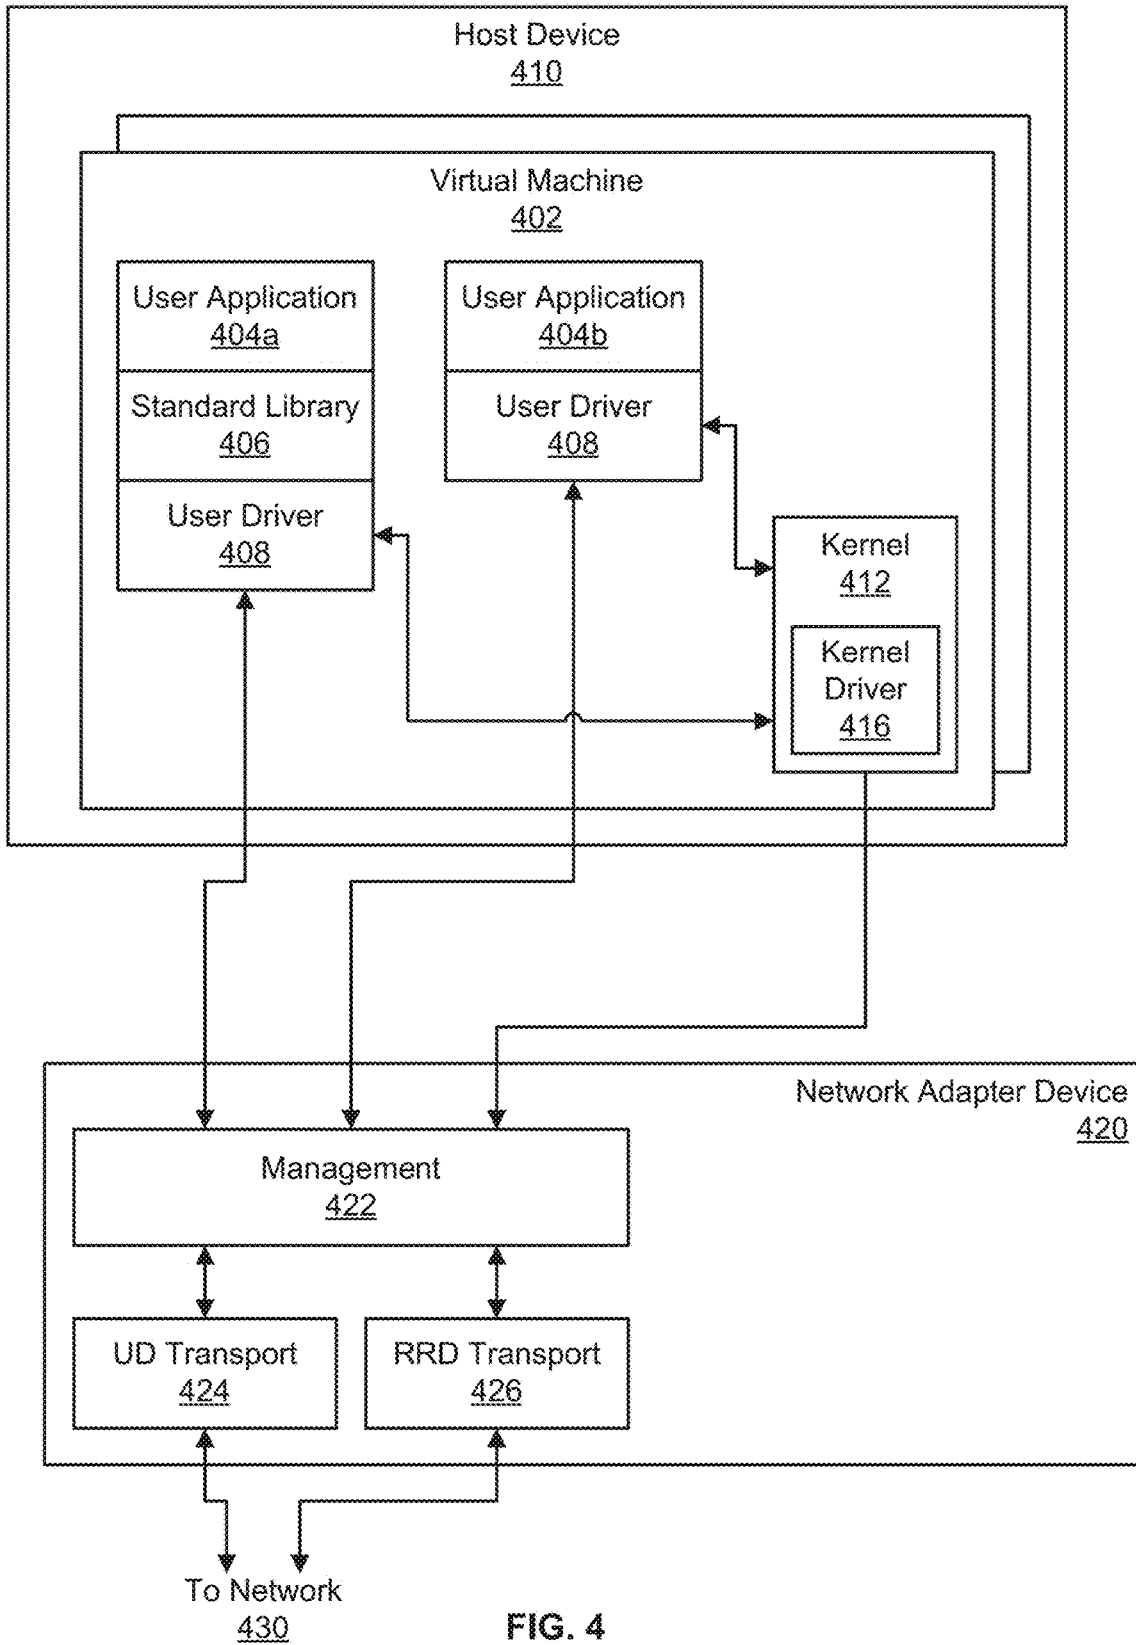 Host Device
410
Virtual Machine
402
User Application
404a
Standard Library
406
User Driver
408
User Application
404b
User Driver
408
Kernel
412
Kernel
Driver
416
Network Adapter Device
420
Management
422
UD Transport
424
RRD Transport
426
To Network
430
FIG. 4